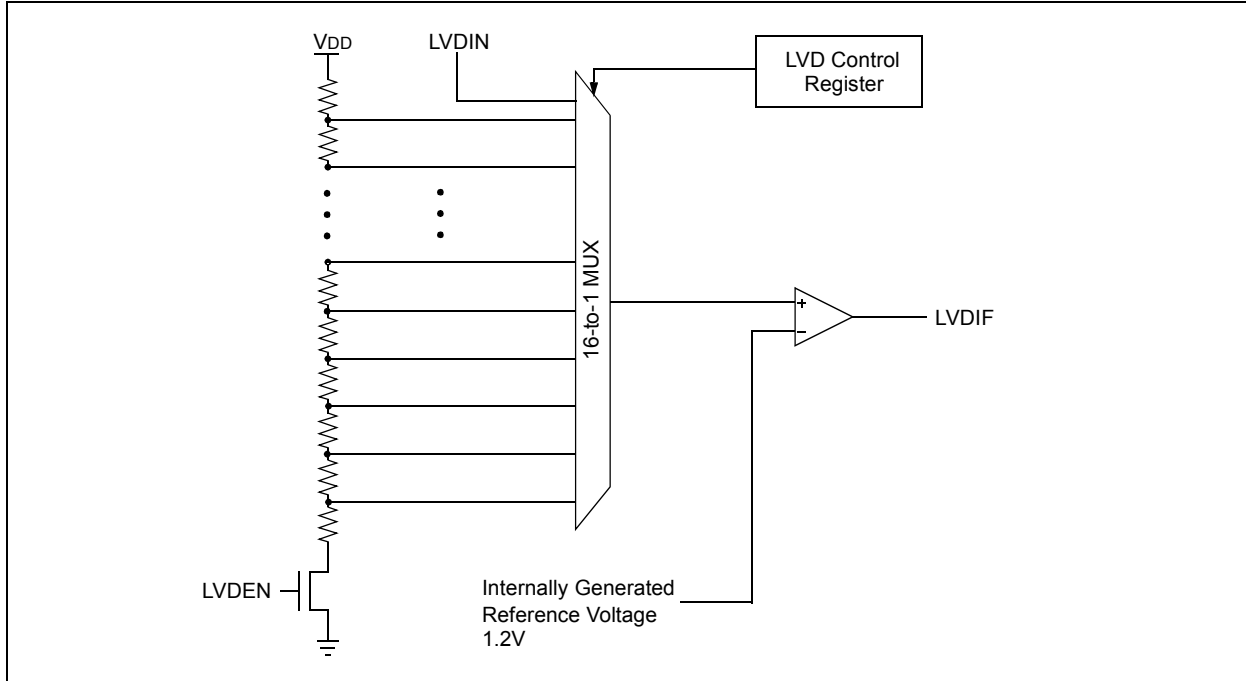 VDD
LVDIN
LVD Control
Register
16-to-1 MUX
+
−
LVDIF
LVDEN
Internally Generated
Reference Voltage
1.2V